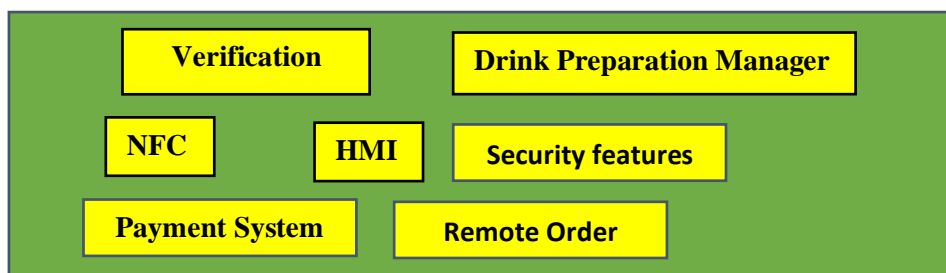 Verification
Drink Preparation Manager
NFC
HMI
Security features
Payment System
Remote Order